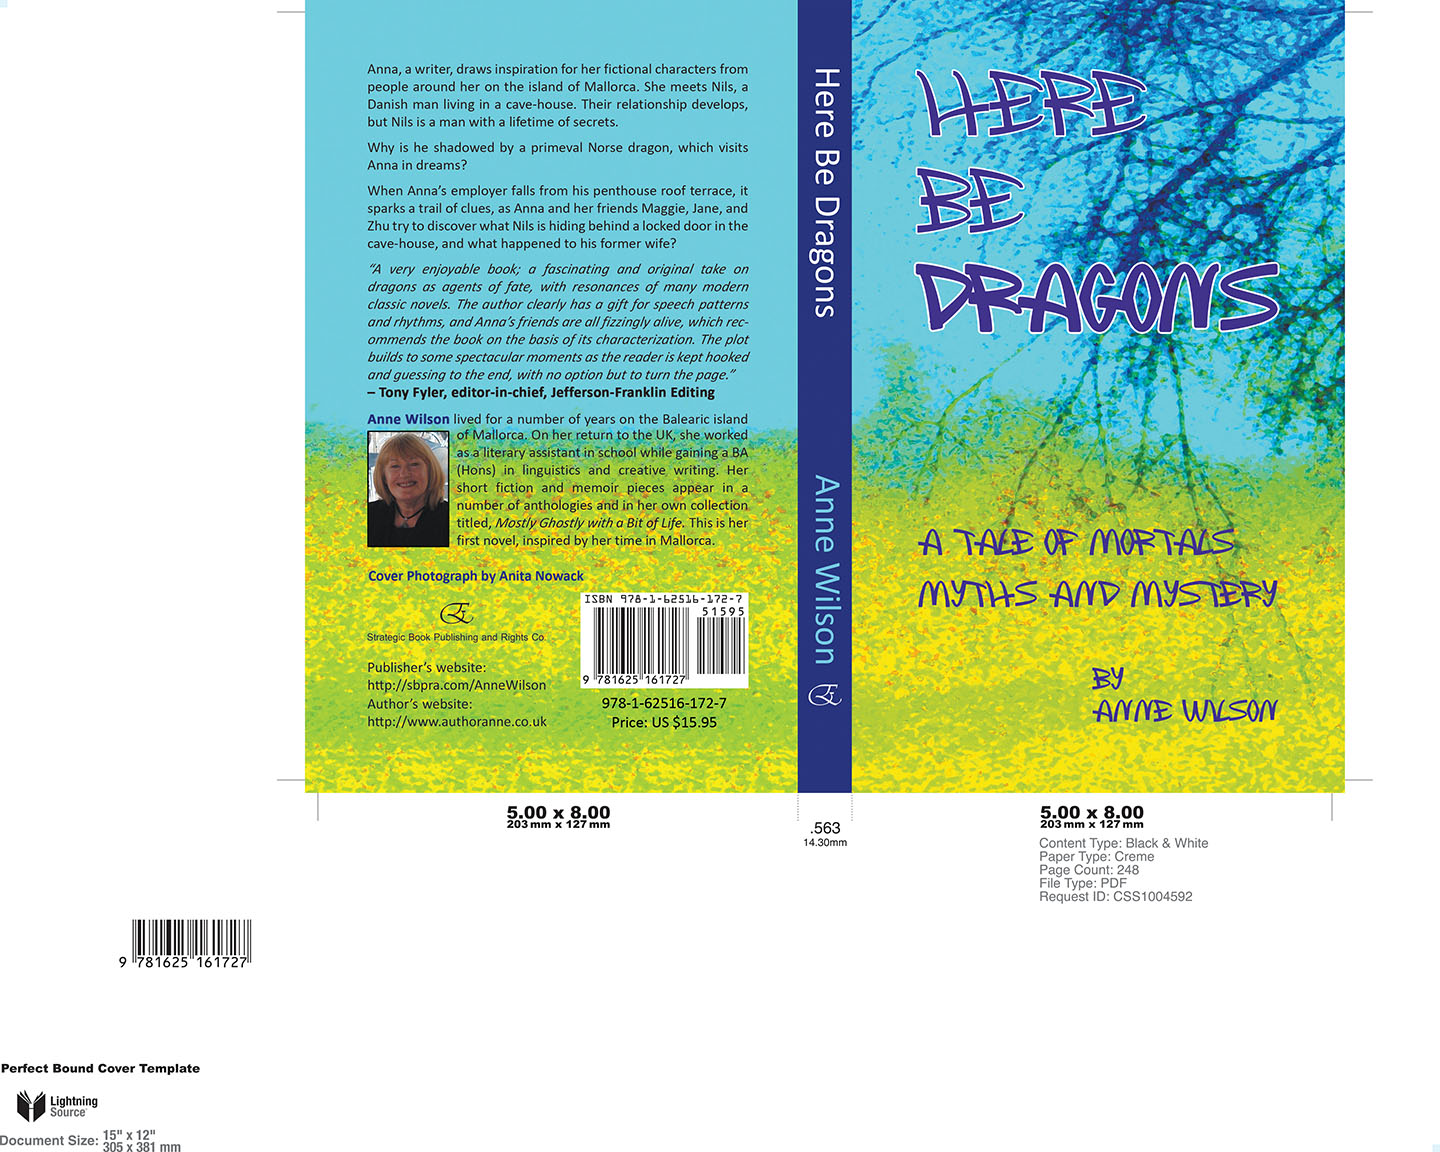 Anna, a writer, draws inspiration for her fictional characters from
people around her on the island of Mallorca. She meets Nils, a
Danish man living in a cave-house. Their relationship develops,
but Nils is a man with a lifetime of secrets.
Why is he shadowed by a primeval Norse dragon, which visits
Anna in dreams?
When Anna's employer falls from his penthouse roof terrace, it
sparks a trail of clues, as Anna and her friends Maggie, Jane, and
Zhu try to discover what Nils is hiding behind a locked door in the
cave-house, and what happened to his former wife?
“A very enjoyable book; a fascinating and original take on
dragons as agents of fate, with resonances of many modern
classic novels. The author clearly has a gift for speech patterns
and rhythms, and Anna's friends are all fizzingly alive, which rec-
ommends the book on the basis of its characterization. The plot
builds to some spectacular moments as the reader is kept hooked
and guessing to the end, with no option but to turn the page.”
– Tony Fyler, editor-in-chief, Jefferson-Franklin Editing
Anne Wilson lived for a number of years on the Balearic island
of Mallorca. On her return to the UK, she worked
as a literary assistant in school while gaining a BA
(Hons) in linguistics and creative writing. Her
short fiction and memoir pieces appear in a
number of anthologies and in her own collection
titled, Mostly Ghostly with a Bit of Life. This is her
first novel, inspired by her time in Mallorca.
Cover Photograph by Anita Nowack
Strategic Book Publishing and Rights Co.
Publisher's website:
http://sbpra.com/AnneWilson
Author's website:
http://www.authoranne.co.uk
ISBN 978-1-62516-172-7
51595
9 781625 161727
978-1-62516-172-7
Price: US $15.95
Here Be Dragons
Anne Wilson
HERE
BE
DRAGONS
A TALE OF MORTALS
MYTHS AND MYSTERY
BY
ANNE WILSON
5.00 x 8.00
203 mm x 127 mm
.563
14.30mm
5.00 x 8.00
203 mm x 127 mm
Content Type: Black & White
Paper Type: Creme
Page Count: 248
File Type: PDF
Request ID: CSS1004592
9 781625 161727
Perfect Bound Cover Template
Lightning
Source
Document Size: 15" x 12"
305 x 381 mm